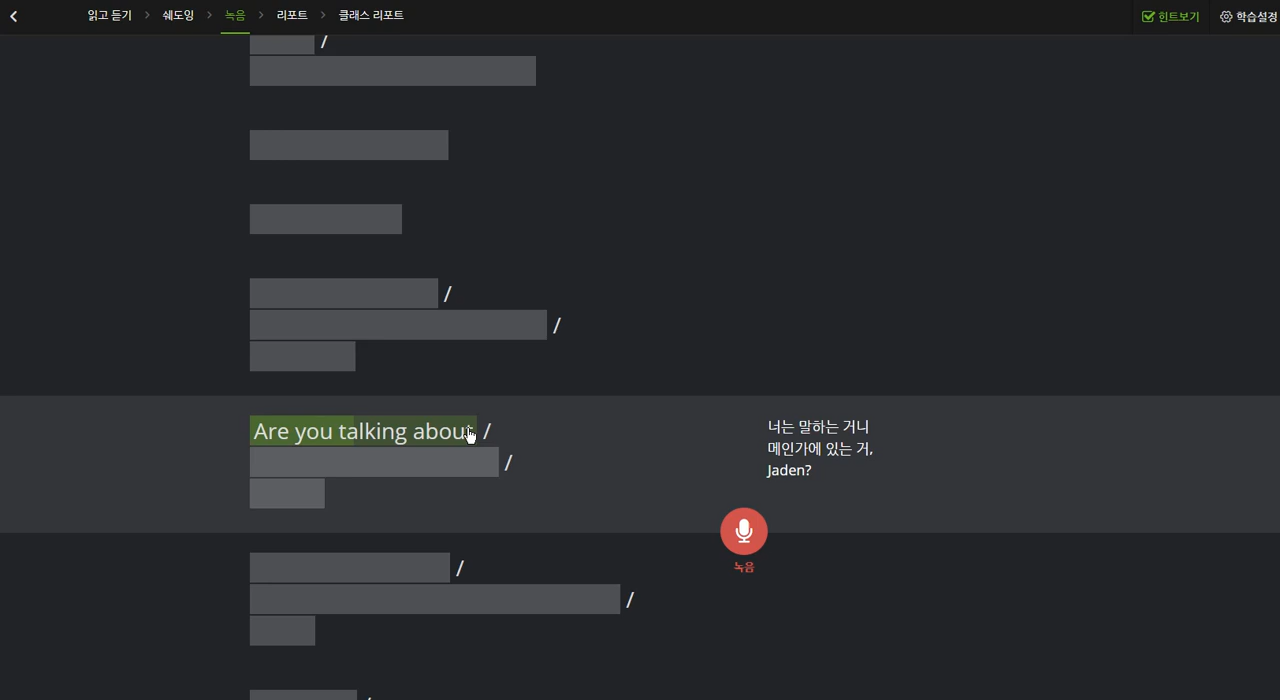 읽고 듣기 > 쉐도잉 > 녹음 > 리포트 > 클래스 리포트
힌트보기
학습설정
/
/
/
Are you talking about /
/
너는 말하는 거니
메인가에 있는 거,
Jaden?
녹음
/
/